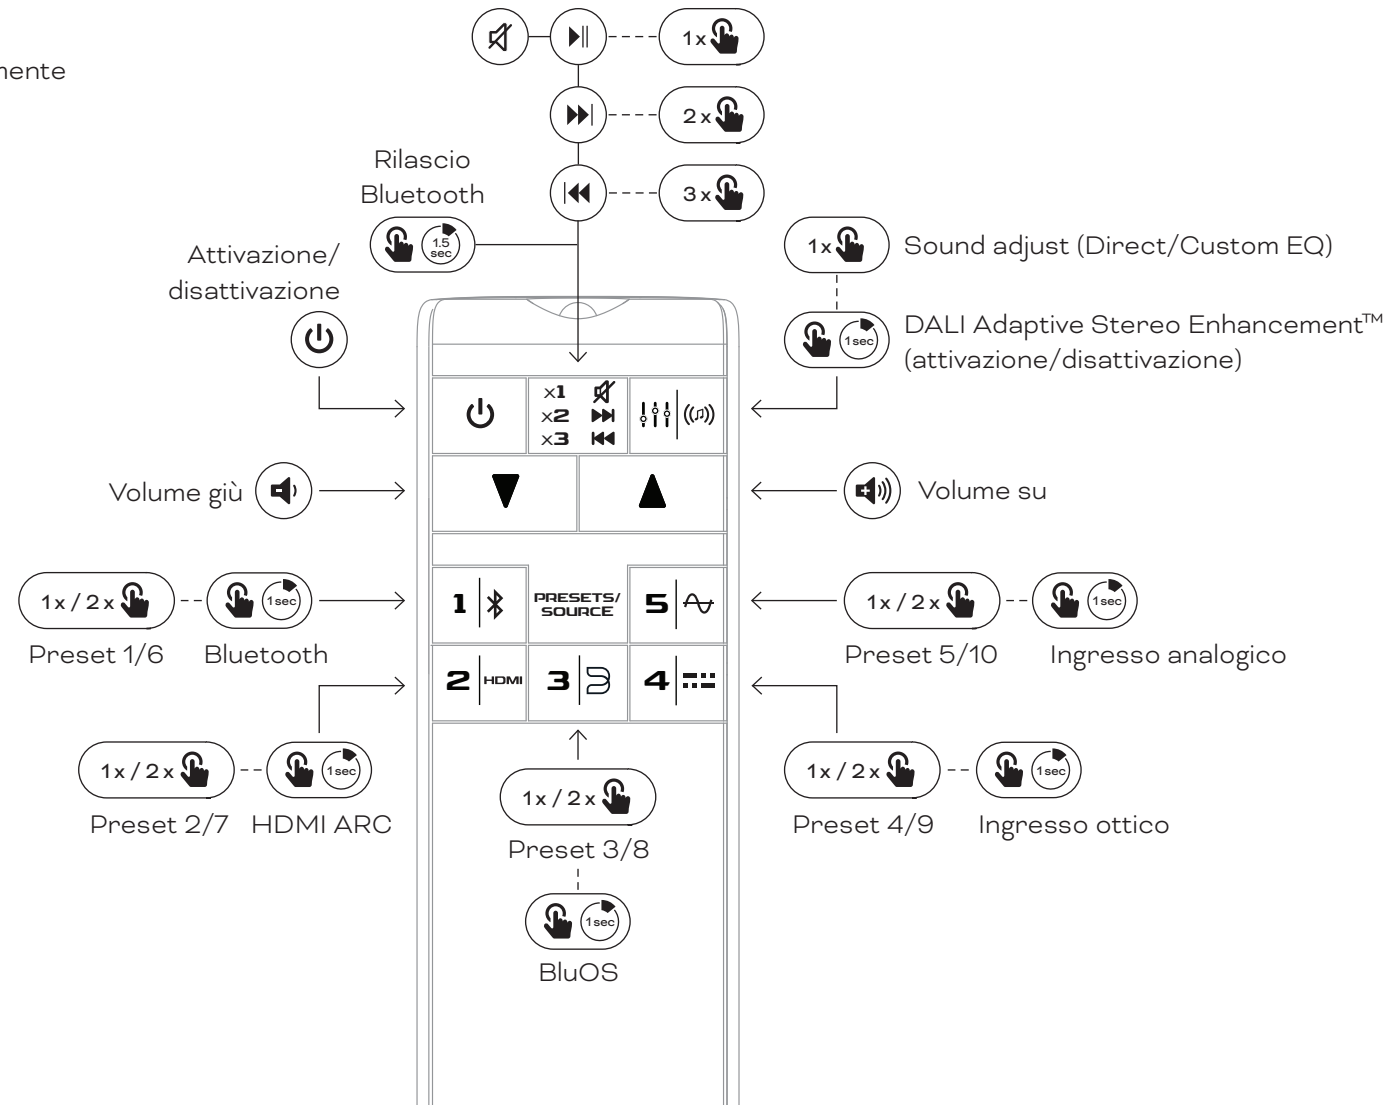 1x
mente
2x
Rilascio
Bluetooth
3x
1.5
sec
Attivazione/
disattivazione
1x
Sound adjust (Direct/Custom EQ)
1sec
DALI Adaptive Stereo Enhancement™
(attivazione/disattivazione)
x1
x2
x3
Volume giù
Volume su
1x / 2x
1sec
1
PRESETS/
SOURCE
5
1x / 2x
1sec
Preset 1/6
Bluetooth
Preset 5/10
Ingresso analogico
2
HDMI
3
4
1x / 2x
1sec
Preset 2/7
HDMI ARC
1x / 2x
Preset 3/8
1sec
BluOS
1x / 2x
1sec
Preset 4/9
Ingresso ottico